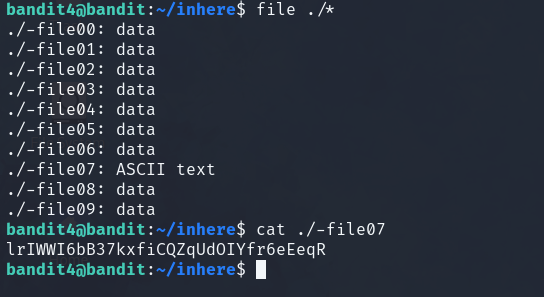 bandit4@bandit:~/inhere$ file ./*
./-file00: data
./-file01: data
./-file02: data
./-file03: data
./-file04: data
./-file05: data
./-file06: data
./-file07: ASCII text
./-file08: data
./-file09: data
bandit4@bandit:~/inhere$ cat ./-file07
lrIWWI6bB37kxfiCQZqUdOIYfr6eEeqR
bandit4@bandit:~/inhere$